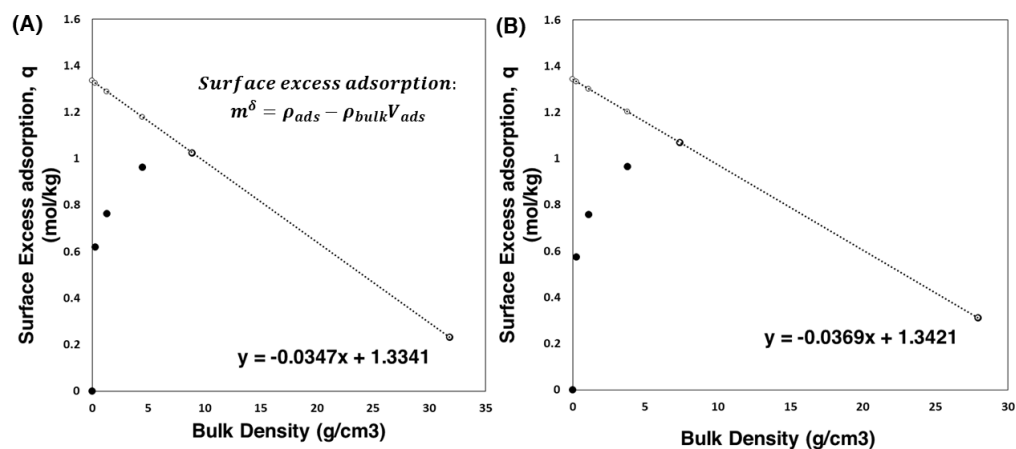 (A)
Surface Excess adsorption, q
(mol/kg)
1.6
1.4
1.2
1
0.8
0.6
0.4
0.2
0
Surface excess adsorption:
m^δ = ρ_ads − ρ_bulk V_ads
y = -0.0347x + 1.3341
0 5 10 15 20 25 30 35
Bulk Density (g/cm3)
(B)
Surface Excess adsorption, q
(mol/kg)
1.6
1.4
1.2
1
0.8
0.6
0.4
0.2
0
y = -0.0369x + 1.3421
0 5 10 15 20 25 30
Bulk Density (g/cm3)